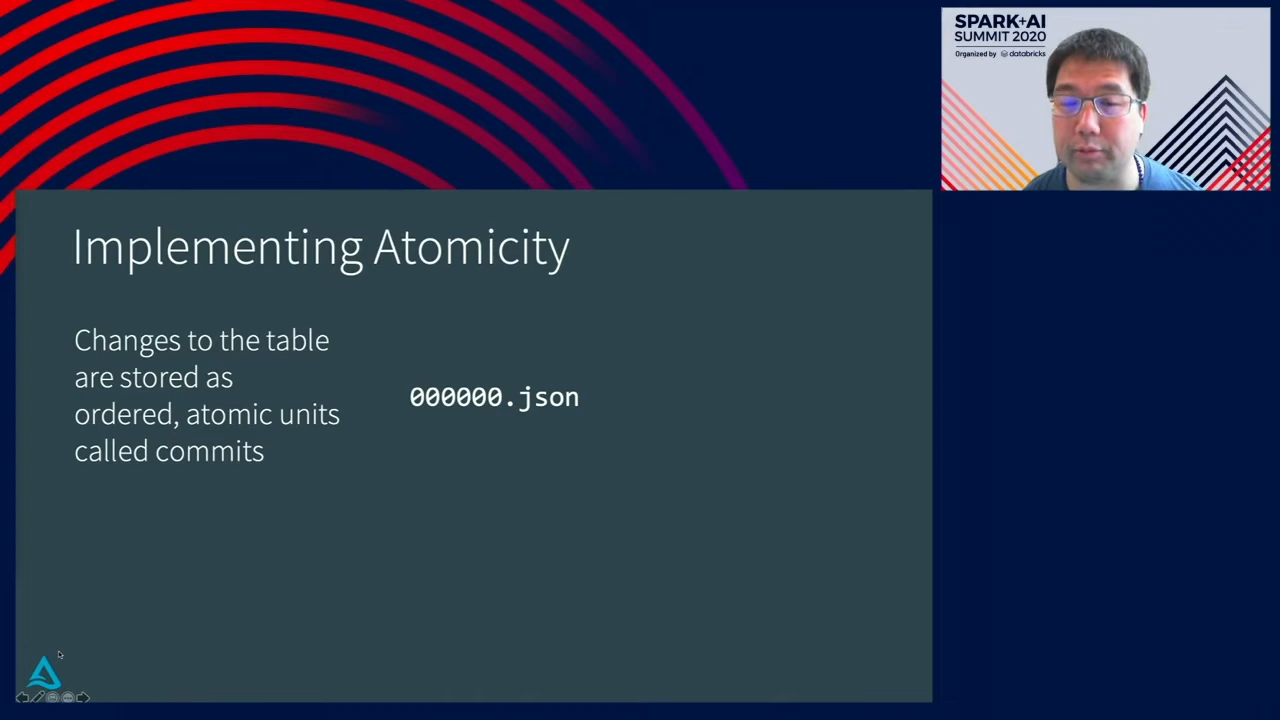 SPARK+AI
SUMMIT 2020
Organized by databricks
Implementing Atomicity
Changes to the table
are stored as
ordered, atomic units
called commits
000000.json